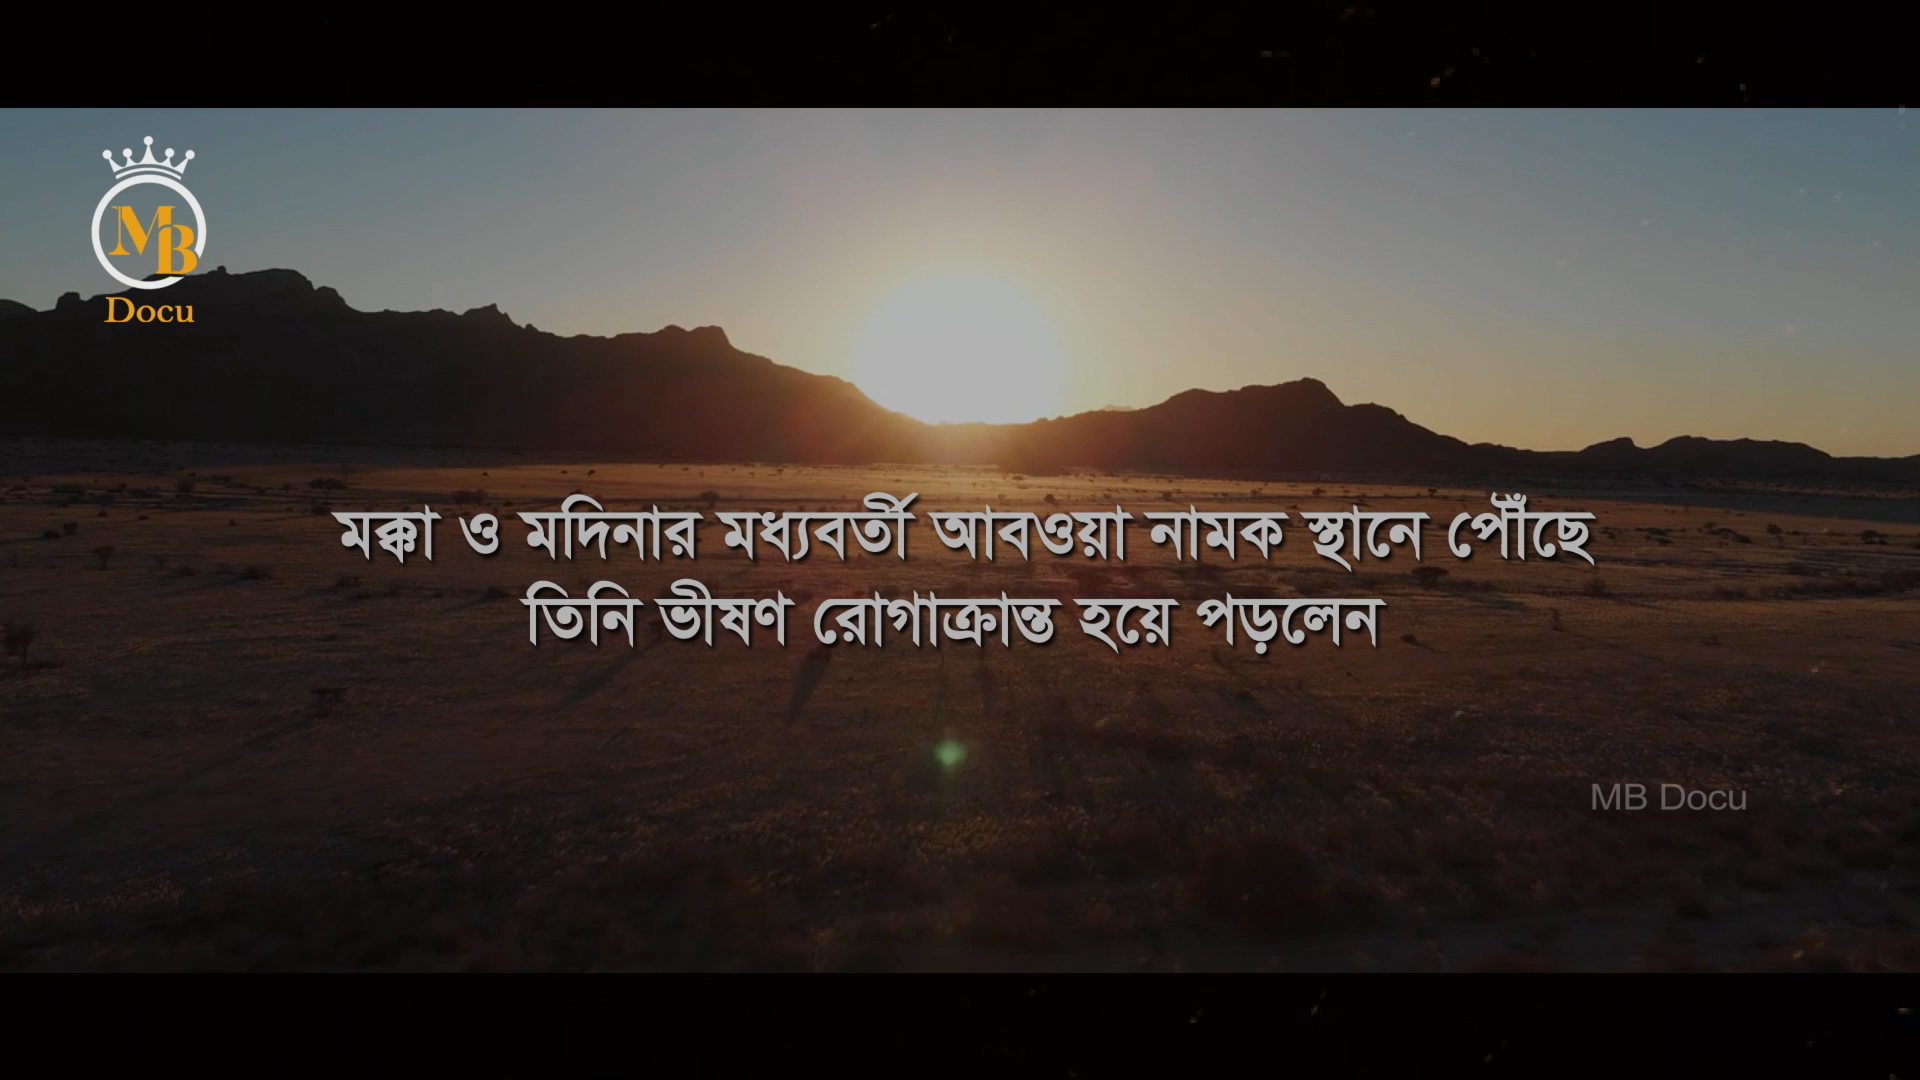 MB
Docu
মক্কা ও মদিনার মধ্যবর্তী আবওয়া নামক স্থানে পৌঁছে
তিনি ভীষণ রোগাক্রান্ত হয়ে পড়লেন
MB Docu